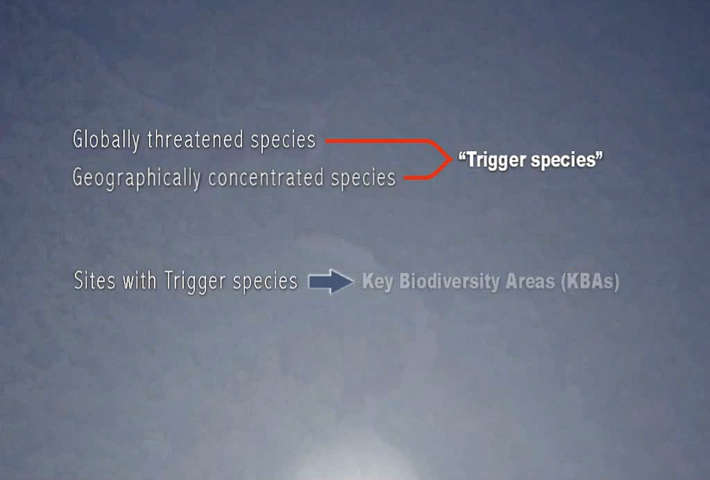 Globally threatened species
Geographically concentrated species
“Trigger species”
Sites with Trigger species
Key Biodiversity Areas (KBAs)